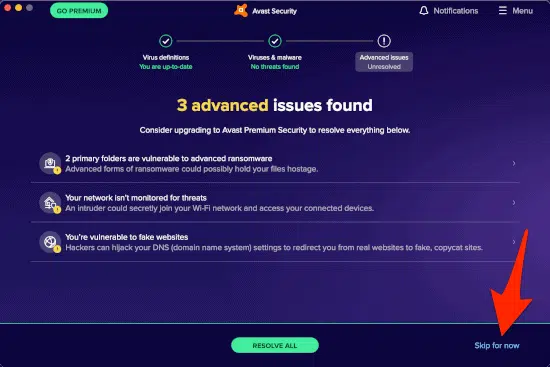 GO PREMIUM
Avast Security
Notifications
Menu
Virus definitions
You are up-to-date
Viruses & malware
No threats found
Advanced issues
Unresolved
3 advanced issues found
Consider upgrading to Avast Premium Security to resolve everything below.
2 primary folders are vulnerable to advanced ransomware
Advanced forms of ransomware could possibly hold your files hostage.
Your network isn't monitored for threats
An intruder could secretly join your Wi-Fi network and access your connected devices.
You're vulnerable to fake websites
Hackers can hijack your DNS (domain name system) settings to redirect you from real websites to fake, copycat sites.
RESOLVE ALL
Skip for now